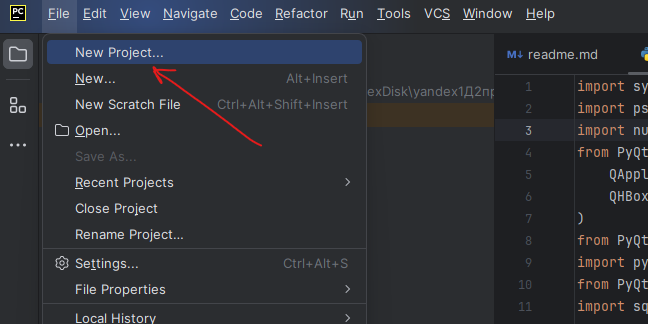 PC File Edit View Navigate Code Refactor Run Tools VCS Window Help
New Project...
New... Alt+Insert
New Scratch File Ctrl+Alt+Shift+Insert
Open...
Save As...
Recent Projects
Close Project
Rename Project...
Settings... Ctrl+Alt+S
File Properties
Local History
exDisk\yandex1Д2пр
readme.md
1 import sy
2 import ps
3 import nu
4 from PyQt
5 QAppl
6 QHBox
7 )
8 from PyQt
9 import py
10 from PyQt
11 import sq